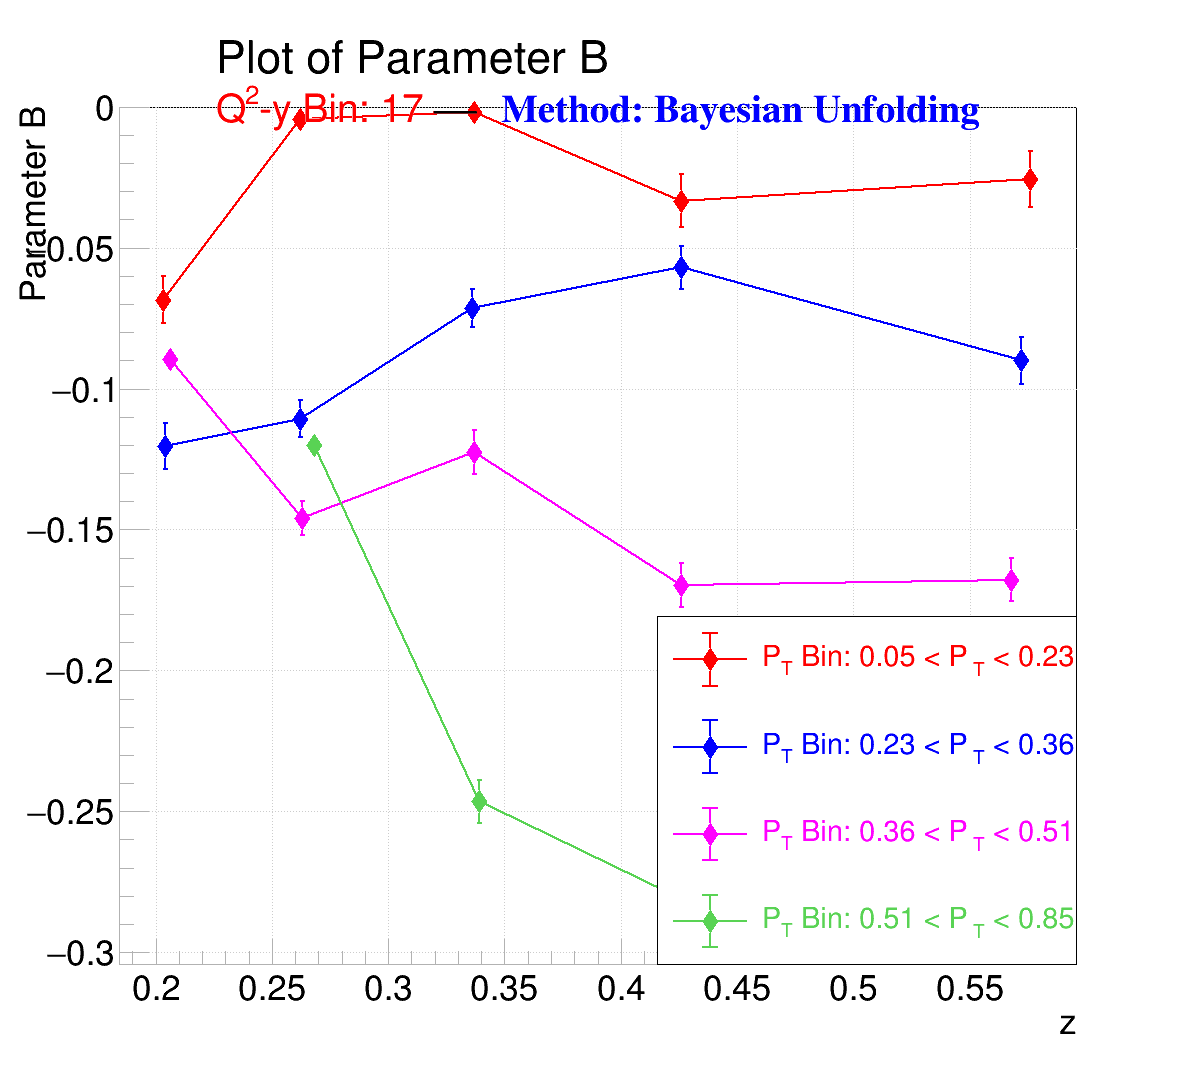 Plot of Parameter B
Q2-y Bin: 17 — Method: Bayesian Unfolding
Parameter B
0
−0.05
−0.1
−0.15
−0.2
−0.25
−0.3
PT Bin: 0.05 < PT < 0.23
PT Bin: 0.23 < PT < 0.36
PT Bin: 0.36 < PT < 0.51
PT Bin: 0.51 < PT < 0.85
0.2 0.25 0.3 0.35 0.4 0.45 0.5 0.55
z